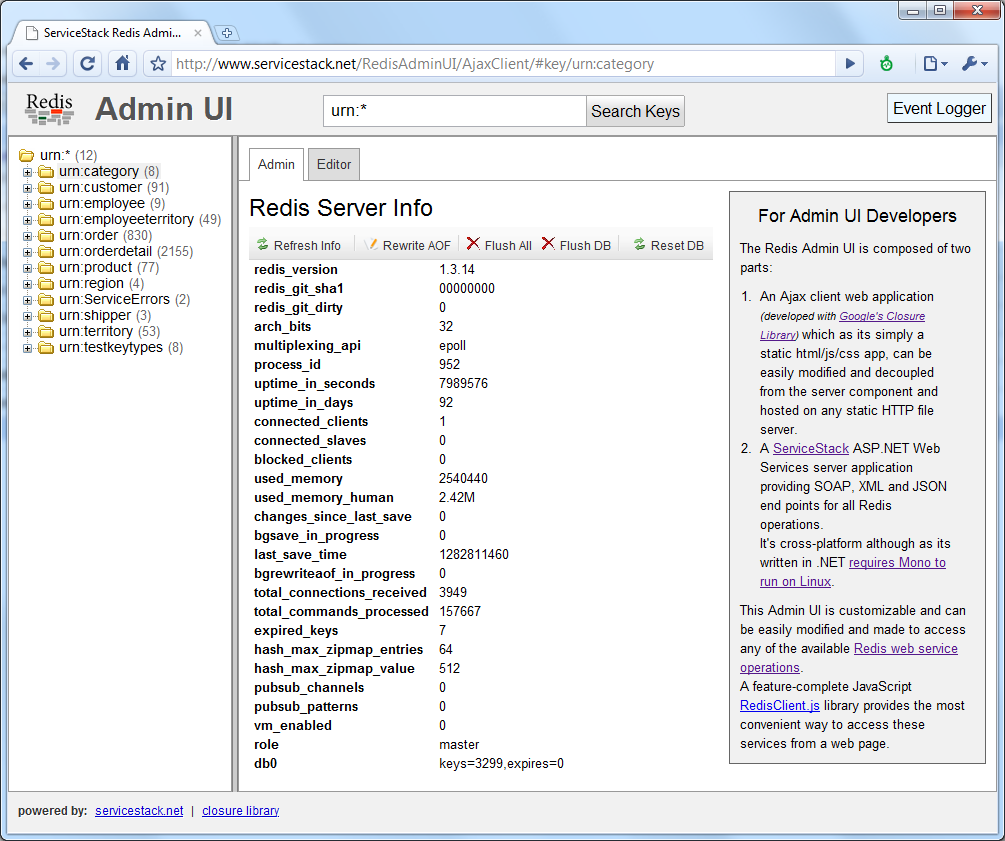 ServiceStack Redis Admi...
http://www.servicestack.net/RedisAdminUI/AjaxClient/#key/urn:category
Redis
Admin UI
urn:*
Search Keys
Event Logger
urn:* (12)
urn:category (8)
urn:customer (91)
urn:employee (9)
urn:employeeterritory (49)
urn:order (830)
urn:orderdetail (2155)
urn:product (77)
urn:region (4)
urn:ServiceErrors (2)
urn:shipper (3)
urn:territory (53)
urn:testkeytypes (8)
Admin
Editor
Redis Server Info
Refresh Info
Rewrite AOF
Flush All
Flush DB
Reset DB
redis_version 1.3.14
redis_git_sha1 00000000
redis_git_dirty 0
arch_bits 32
multiplexing_api epoll
process_id 952
uptime_in_seconds 7989576
uptime_in_days 92
connected_clients 1
connected_slaves 0
blocked_clients 0
used_memory 2540440
used_memory_human 2.42M
changes_since_last_save 0
bgsave_in_progress 0
last_save_time 1282811460
bgrewriteaof_in_progress 0
total_connections_received 3949
total_commands_processed 157667
expired_keys 7
hash_max_zipmap_entries 64
hash_max_zipmap_value 512
pubsub_channels 0
pubsub_patterns 0
vm_enabled 0
role master
db0 keys=3299,expires=0
For Admin UI Developers
The Redis Admin UI is composed of two
parts:
1. An Ajax client web application
(developed with Google's Closure
Library) which as its simply a
static html/js/css app, can be
easily modified and decoupled
from the server component and
hosted on any static HTTP file
server.
2. A ServiceStack ASP.NET Web
Services server application
providing SOAP, XML and JSON
end points for all Redis
operations.
It's cross-platform although as its
written in .NET requires Mono to
run on Linux.
This Admin UI is customizable and can
be easily modified and made to access
any of the available Redis web service
operations.
A feature-complete JavaScript
RedisClient.js library provides the most
convenient way to access these
services from a web page.
powered by: servicestack.net | closure library